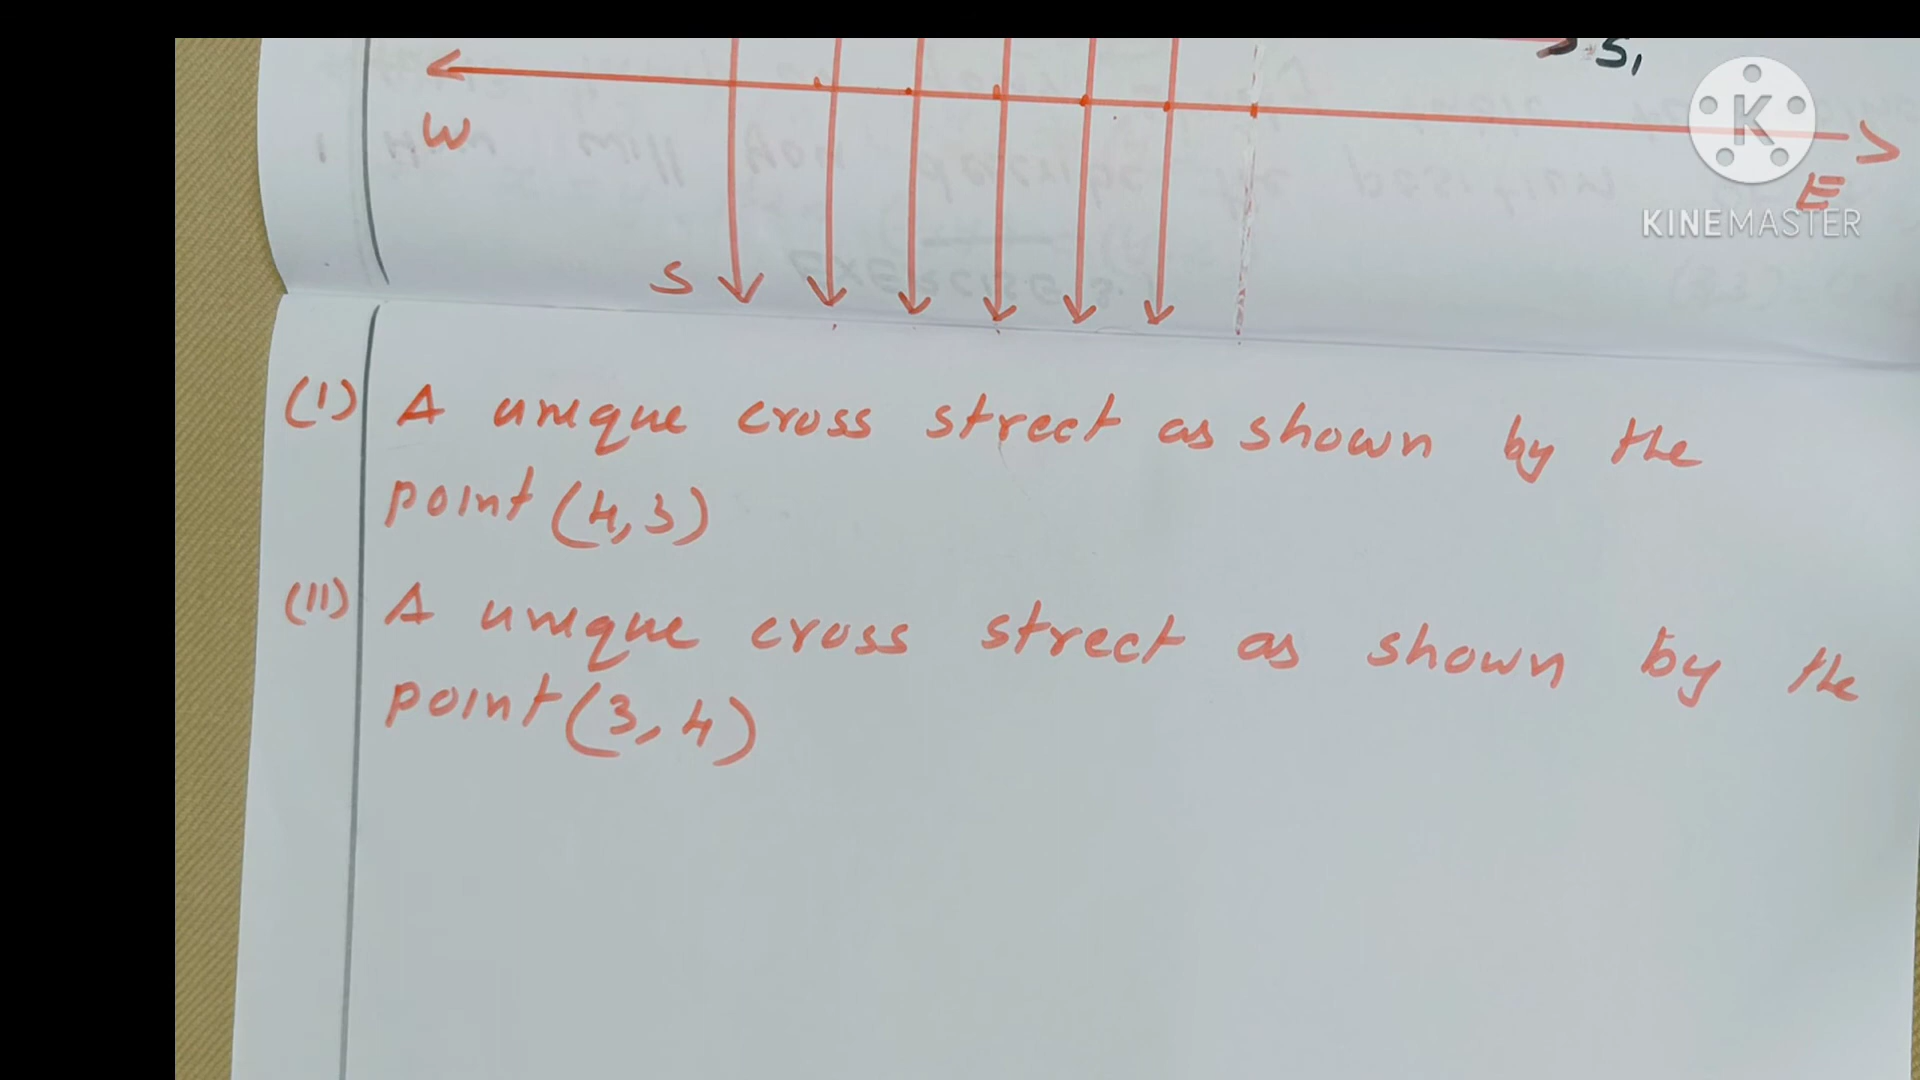 S1
W
E
K
KINEMASTER
S
(I) A unique cross street as shown by the
point (4,3)
(II) A unique cross street as shown by the
point (3,4)